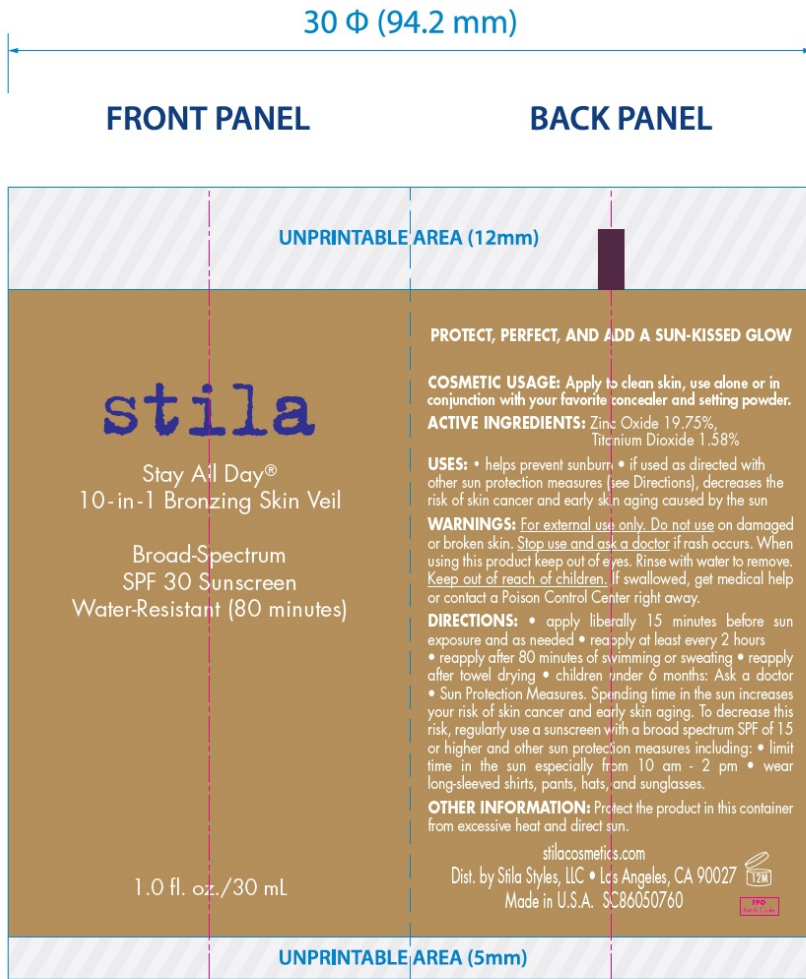 30 Φ (94.2 mm)
FRONT PANEL
BACK PANEL
UNPRINTABLE AREA (12mm)
stila
Stay All Day®
10-in-1 Bronzing Skin Veil
Broad-Spectrum
SPF 30 Sunscreen
Water-Resistant (80 minutes)
1.0 fl. oz./30 mL
PROTECT, PERFECT, AND ADD A SUN-KISSED GLOW
COSMETIC USAGE: Apply to clean skin, use alone or in
conjunction with your favorite concealer and setting powder.
ACTIVE INGREDIENTS: Zinc Oxide 19.75%,
Titanium Dioxide 1.58%
USES: • helps prevent sunburn • if used as directed with
other sun protection measures (see Directions), decreases the
risk of skin cancer and early skin aging caused by the sun
WARNINGS: For external use only. Do not use on damaged
or broken skin. Stop use and ask a doctor if rash occurs. When
using this product keep out of eyes. Rinse with water to remove.
Keep out of reach of children. If swallowed, get medical help
or contact a Poison Control Center right away.
DIRECTIONS: • apply liberally 15 minutes before sun
exposure and as needed • reapply at least every 2 hours
• reapply after 80 minutes of swimming or sweating • reapply
after towel drying • children under 6 months: Ask a doctor
• Sun Protection Measures. Spending time in the sun increases
your risk of skin cancer and early skin aging. To decrease this
risk, regularly use a sunscreen with a broad spectrum SPF of 15
or higher and other sun protection measures including: • limit
time in the sun especially from 10 am - 2 pm • wear
long-sleeved shirts, pants, hats, and sunglasses.
OTHER INFORMATION: Protect the product in this container
from excessive heat and direct sun.
stilacosmetics.com
Dist. by Stila Styles, LLC • Los Angeles, CA 90027
12M
Made in U.S.A. SC86050760
FPO
Batch Code
UNPRINTABLE AREA (5mm)